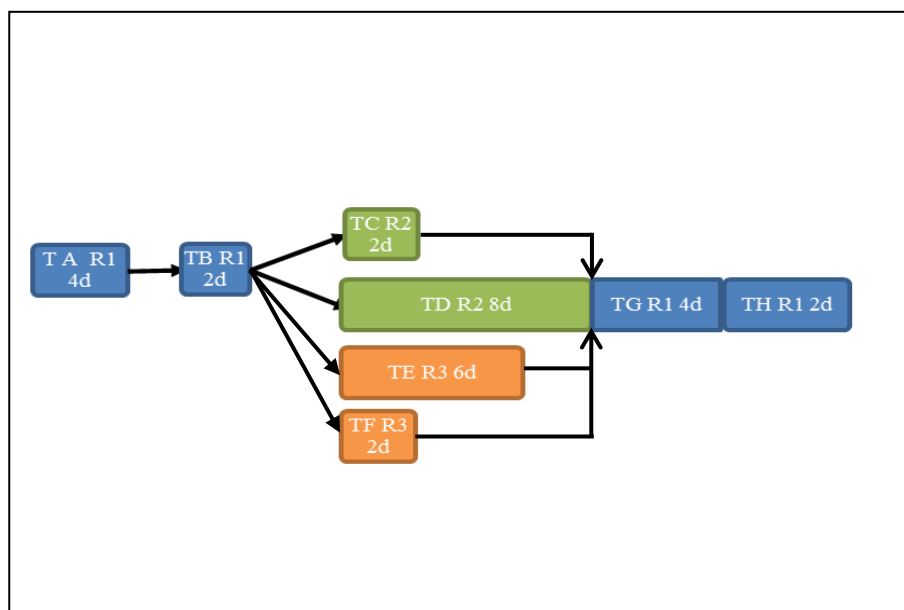 T A  R1
4d
TB R1
2d
TC R2
2d
TD R2 8d
TE R3 6d
TF R3
2d
TG R1 4d
TH R1 2d